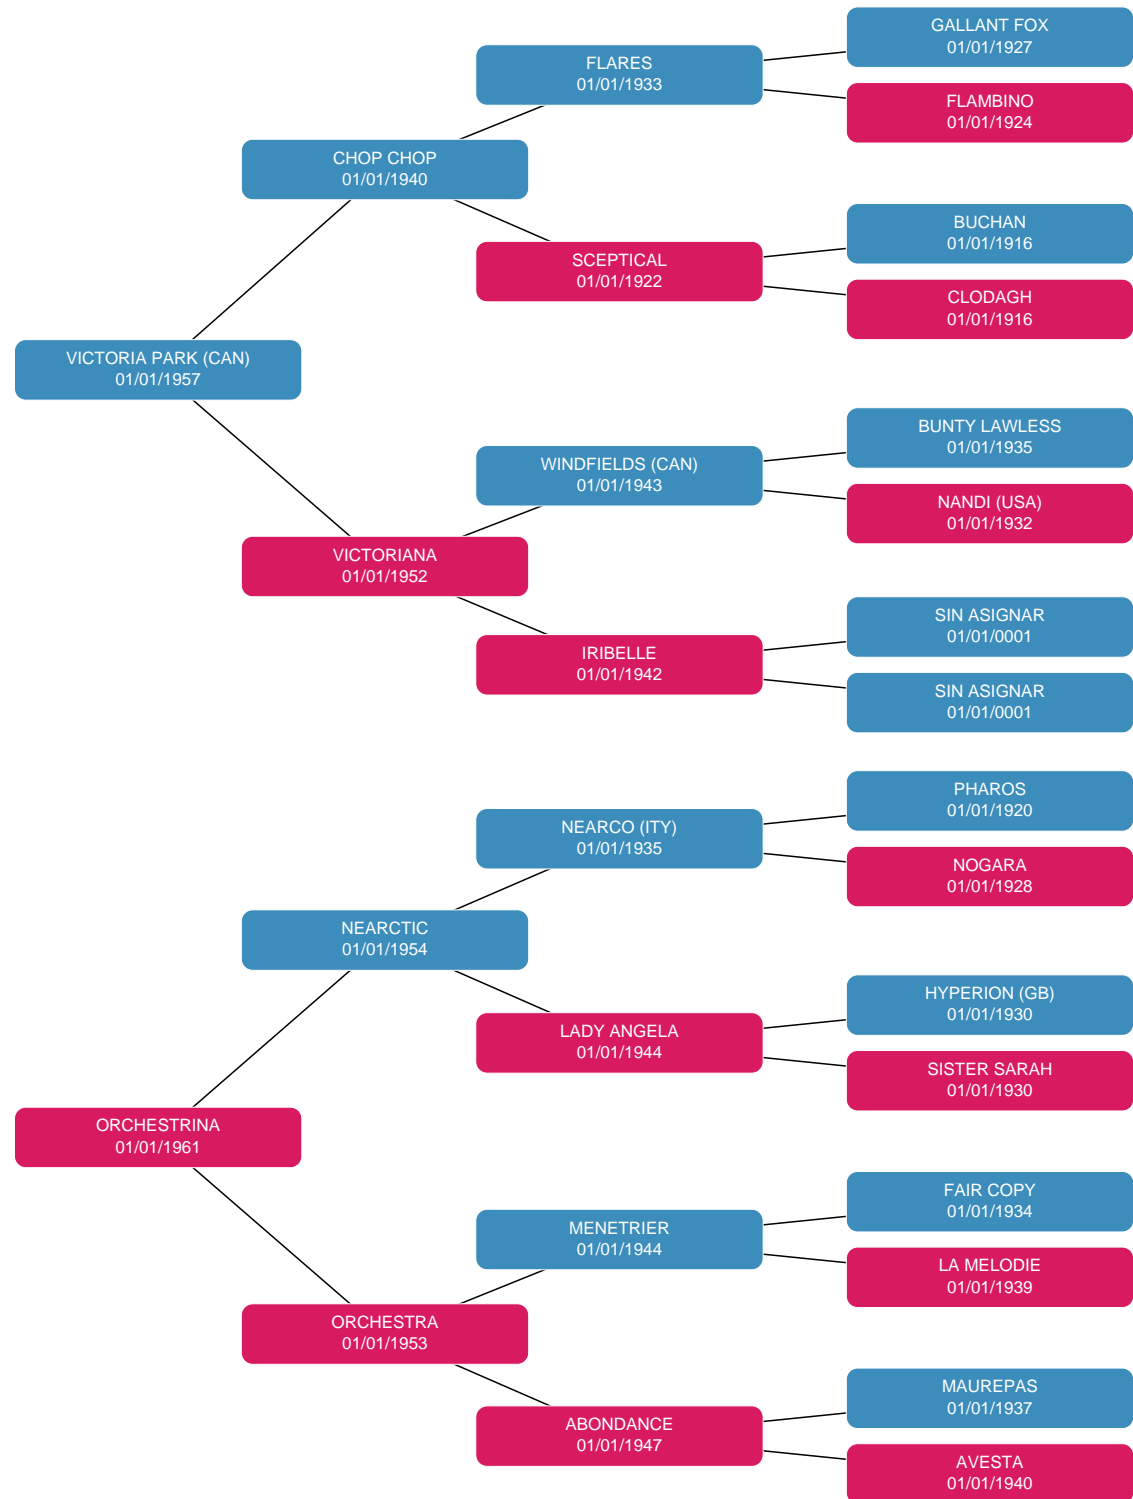 GALLANT FOX
01/01/1927
FLARES
01/01/1933
FLAMBINO
01/01/1924
CHOP CHOP
01/01/1940
BUCHAN
01/01/1916
SCEPTICAL
01/01/1922
CLODAGH
01/01/1916
VICTORIA PARK (CAN)
01/01/1957
BUNTY LAWLESS
01/01/1935
WINDFIELDS (CAN)
01/01/1943
NANDI (USA)
01/01/1932
VICTORIANA
01/01/1952
SIN ASIGNAR
01/01/0001
IRIBELLE
01/01/1942
SIN ASIGNAR
01/01/0001
PHAROS
01/01/1920
NEARCO (ITY)
01/01/1935
NOGARA
01/01/1928
NEARCTIC
01/01/1954
HYPERION (GB)
01/01/1930
LADY ANGELA
01/01/1944
SISTER SARAH
01/01/1930
ORCHESTRINA
01/01/1961
FAIR COPY
01/01/1934
MENETRIER
01/01/1944
LA MELODIE
01/01/1939
ORCHESTRA
01/01/1953
MAUREPAS
01/01/1937
ABONDANCE
01/01/1947
AVESTA
01/01/1940